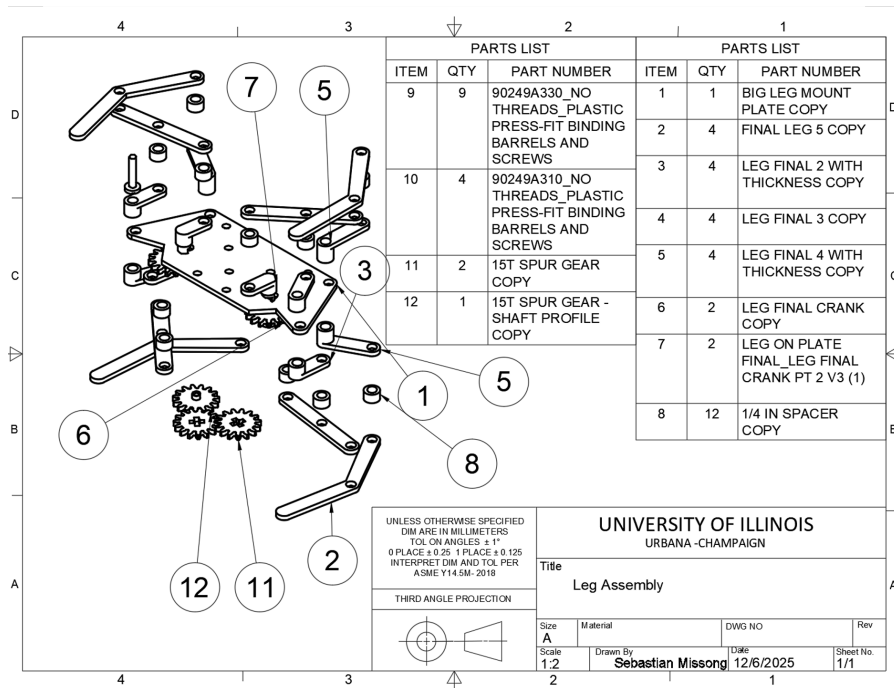 4 3 2 1
PARTS LIST
ITEM QTY PART NUMBER
9 9 90249A330_NO
THREADS_PLASTIC
PRESS-FIT BINDING
BARRELS AND
SCREWS
10 4 90249A310_NO
THREADS_PLASTIC
PRESS-FIT BINDING
BARRELS AND
SCREWS
11 2 15T SPUR GEAR
COPY
12 1 15T SPUR GEAR -
SHAFT PROFILE
COPY
PARTS LIST
ITEM QTY PART NUMBER
1 1 BIG LEG MOUNT
PLATE COPY
2 4 FINAL LEG 5 COPY
3 4 LEG FINAL 2 WITH
THICKNESS COPY
4 4 LEG FINAL 3 COPY
5 4 LEG FINAL 4 WITH
THICKNESS COPY
6 2 LEG FINAL CRANK
COPY
7 2 LEG ON PLATE
FINAL_LEG FINAL
CRANK PT 2 V3 (1)
8 12 1/4 IN SPACER
COPY
D
D
C
C
B
B
A
A
7
5
3
5
1
6
8
2
12
11
UNLESS OTHERWISE SPECIFIED
DIM ARE IN MILLIMETERS
TOL ON ANGLES ± 1°
0 PLACE ± 0.25 1 PLACE ± 0.125
INTERPRET DIM AND TOL PER
ASME Y14.5M- 2018
THIRD ANGLE PROJECTION
UNIVERSITY OF ILLINOIS
URBANA -CHAMPAIGN
Title
Leg Assembly
Size
A
Material
DWG NO
Rev
Scale
1:2
Drawn By
Sebastian Missong
Date
12/6/2025
Sheet No.
1/1
4 3 2 1